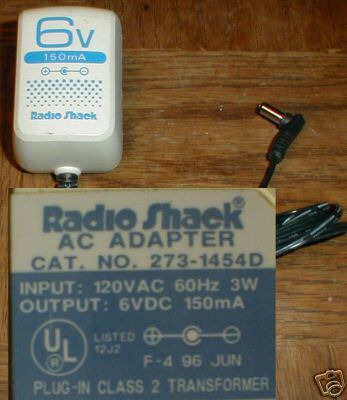 6V
150mA
+ -
Radio Shack
Radio Shack®
AC ADAPTER
CAT. NO. 273-1454D
INPUT: 120VAC 60Hz 3W
OUTPUT: 6VDC 150mA
UL® LISTED
12J2
+ -
F-4 96 JUN
PLUG-IN CLASS 2 TRANSFORMER